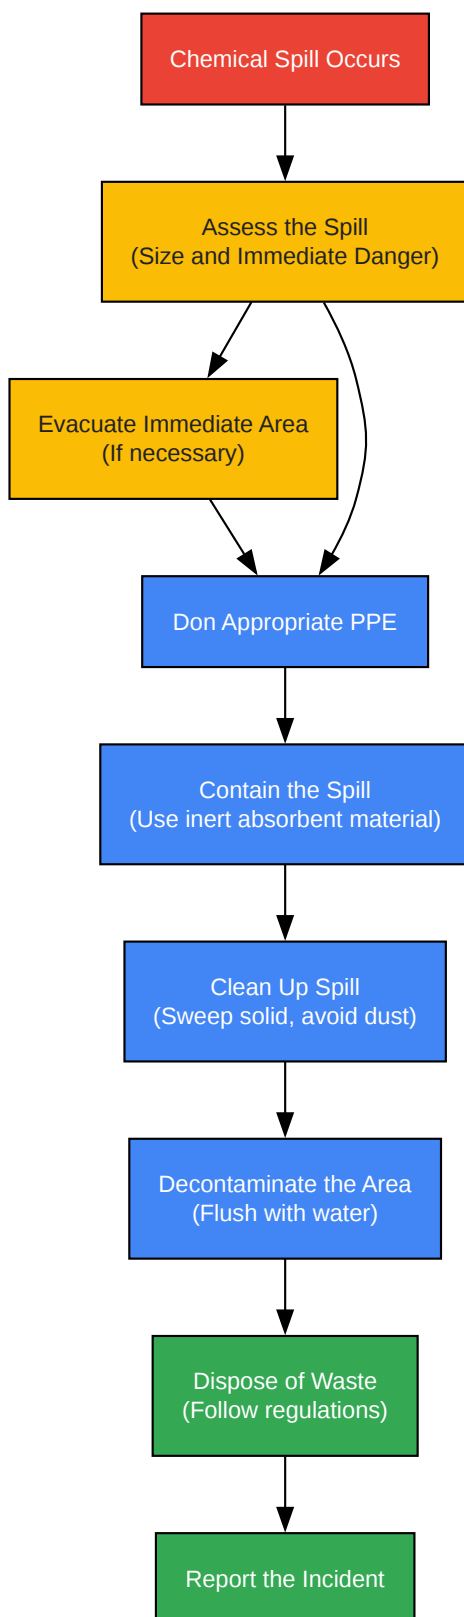 Chemical Spill Occurs
Assess the Spill
(Size and Immediate Danger)
Evacuate Immediate Area
(If necessary)
Don Appropriate PPE
Contain the Spill
(Use inert absorbent material)
Clean Up Spill
(Sweep solid, avoid dust)
Decontaminate the Area
(Flush with water)
Dispose of Waste
(Follow regulations)
Report the Incident